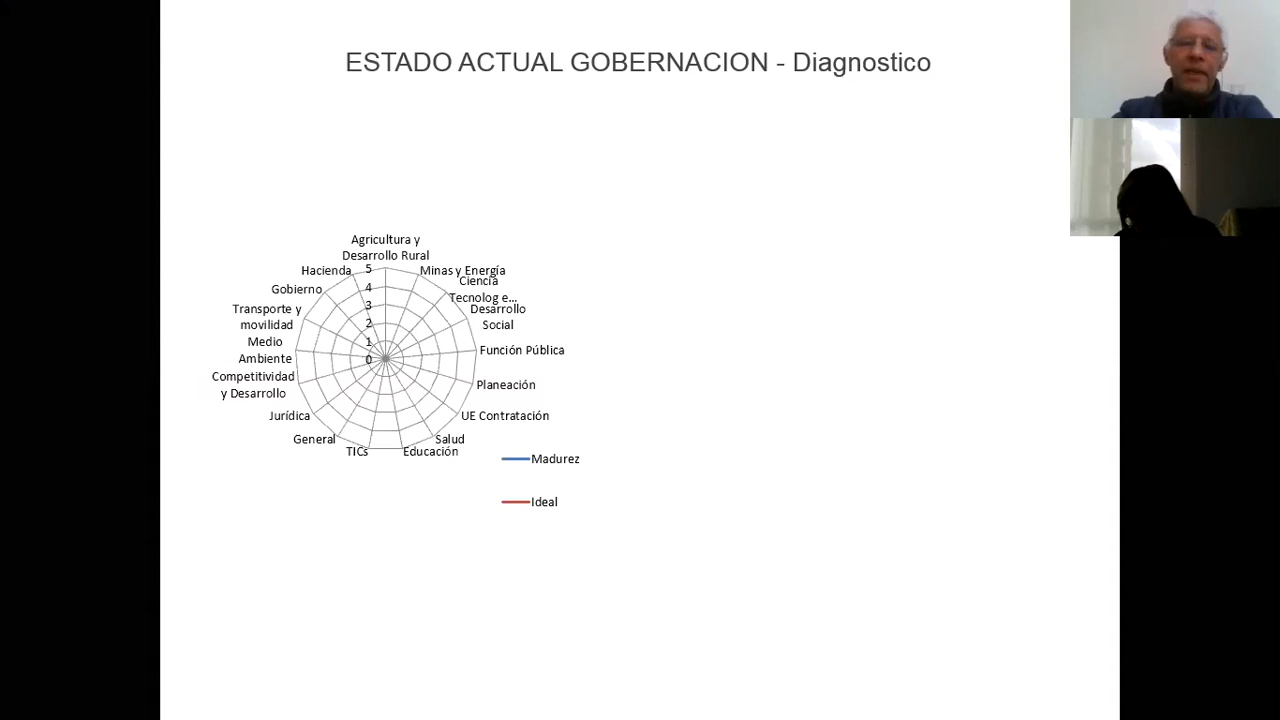 ESTADO ACTUAL GOBERNACION - Diagnostico
Agricultura y
Desarrollo Rural
Hacienda
5
Minas y Energía
Ciencia
Gobierno
4
Tecnolog e...
Transporte y
movilidad
3
Desarrollo
Social
2
Medio
Ambiente
1
Función Pública
0
Competitividad
y Desarrollo
Planeación
Jurídica
UE Contratación
General
Salud
TICs
Educación
Madurez
Ideal